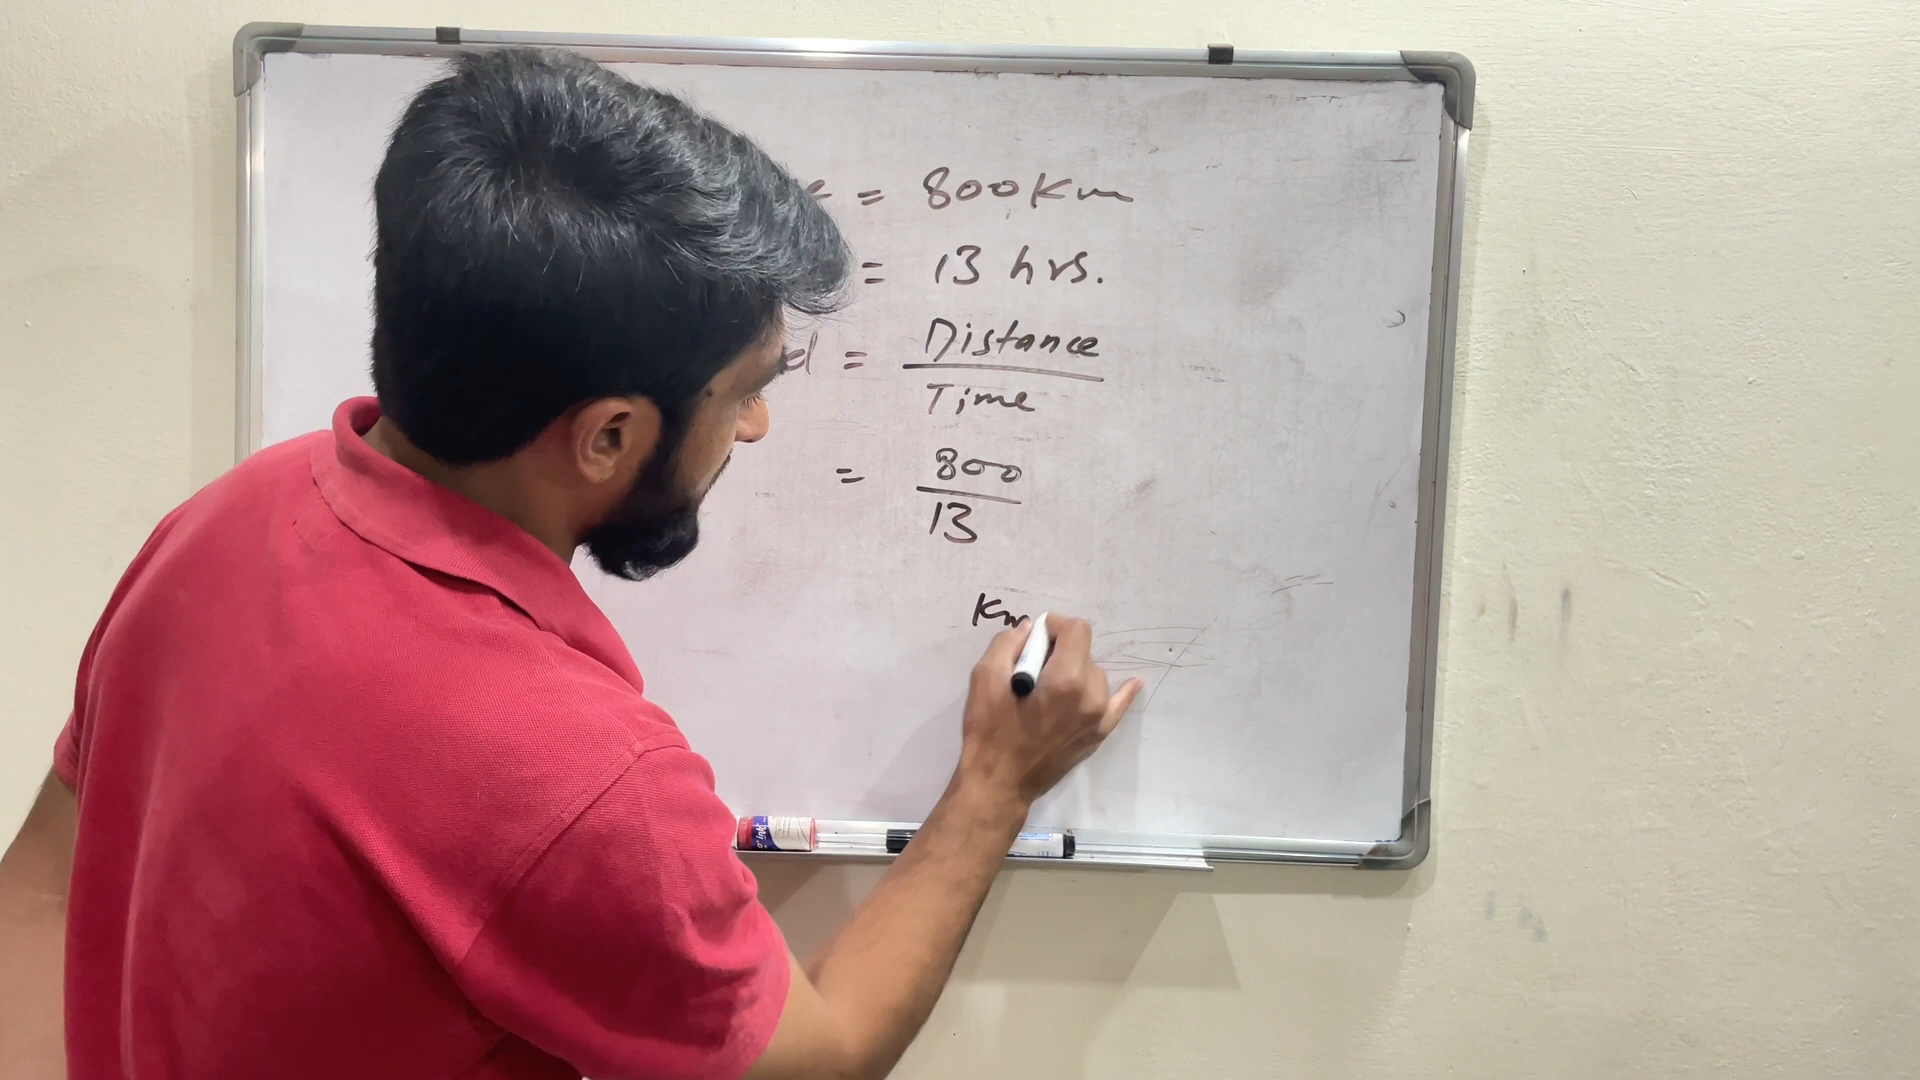 = 800 Km
= 13 hrs.
d = Distance
Time
= 800
13
Km